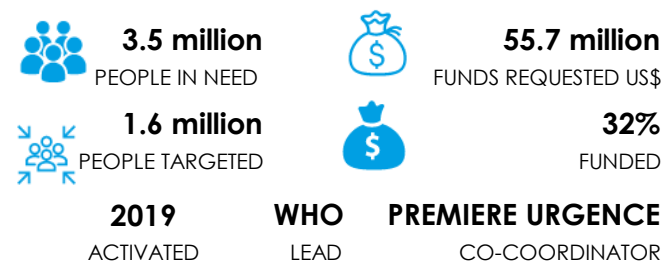 3.5 million
PEOPLE IN NEED
$
55.7 million
FUNDS REQUESTED US$
1.6 million
PEOPLE TARGETED
$
32%
FUNDED
2019
ACTIVATED
WHO
LEAD
PREMIERE URGENCE
CO-COORDINATOR